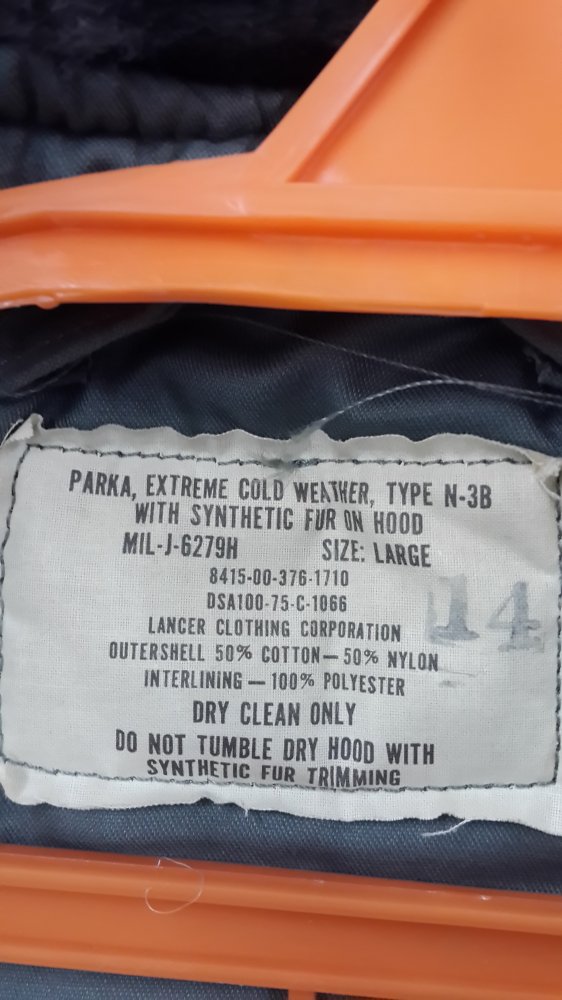 PARKA, EXTREME COLD WEATHER, TYPE N-3B
WITH SYNTHETIC FUR ON HOOD
MIL-J-6279H SIZE: LARGE
8415-00-376-1710
DSA100-75-C-1066
14
LANCER CLOTHING CORPORATION
OUTERSHELL 50% COTTON — 50% NYLON
INTERLINING — 100% POLYESTER
DRY CLEAN ONLY
DO NOT TUMBLE DRY HOOD WITH
SYNTHETIC FUR TRIMMING